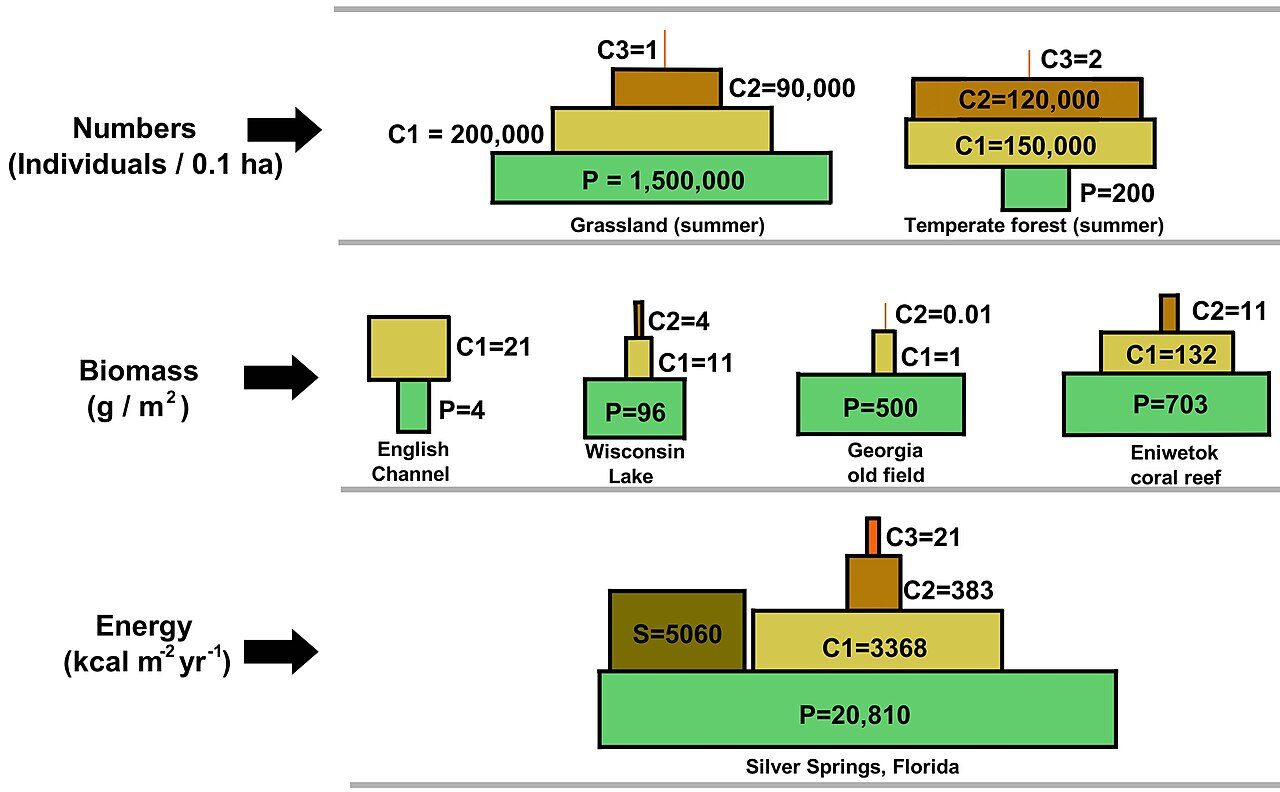 Numbers
(Individuals / 0.1 ha)
C3=1
C2=90,000
C1 = 200,000
P = 1,500,000
Grassland (summer)
C3=2
C2=120,000
C1=150,000
P=200
Temperate forest (summer)
Biomass
(g / m²)
C1=21
P=4
English
Channel
C2=4
C1=11
P=96
Wisconsin
Lake
C2=0.01
C1=1
P=500
Georgia
old field
C2=11
C1=132
P=703
Eniwetok
coral reef
Energy
(kcal m⁻² yr⁻¹)
C3=21
C2=383
S=5060
C1=3368
P=20,810
Silver Springs, Florida